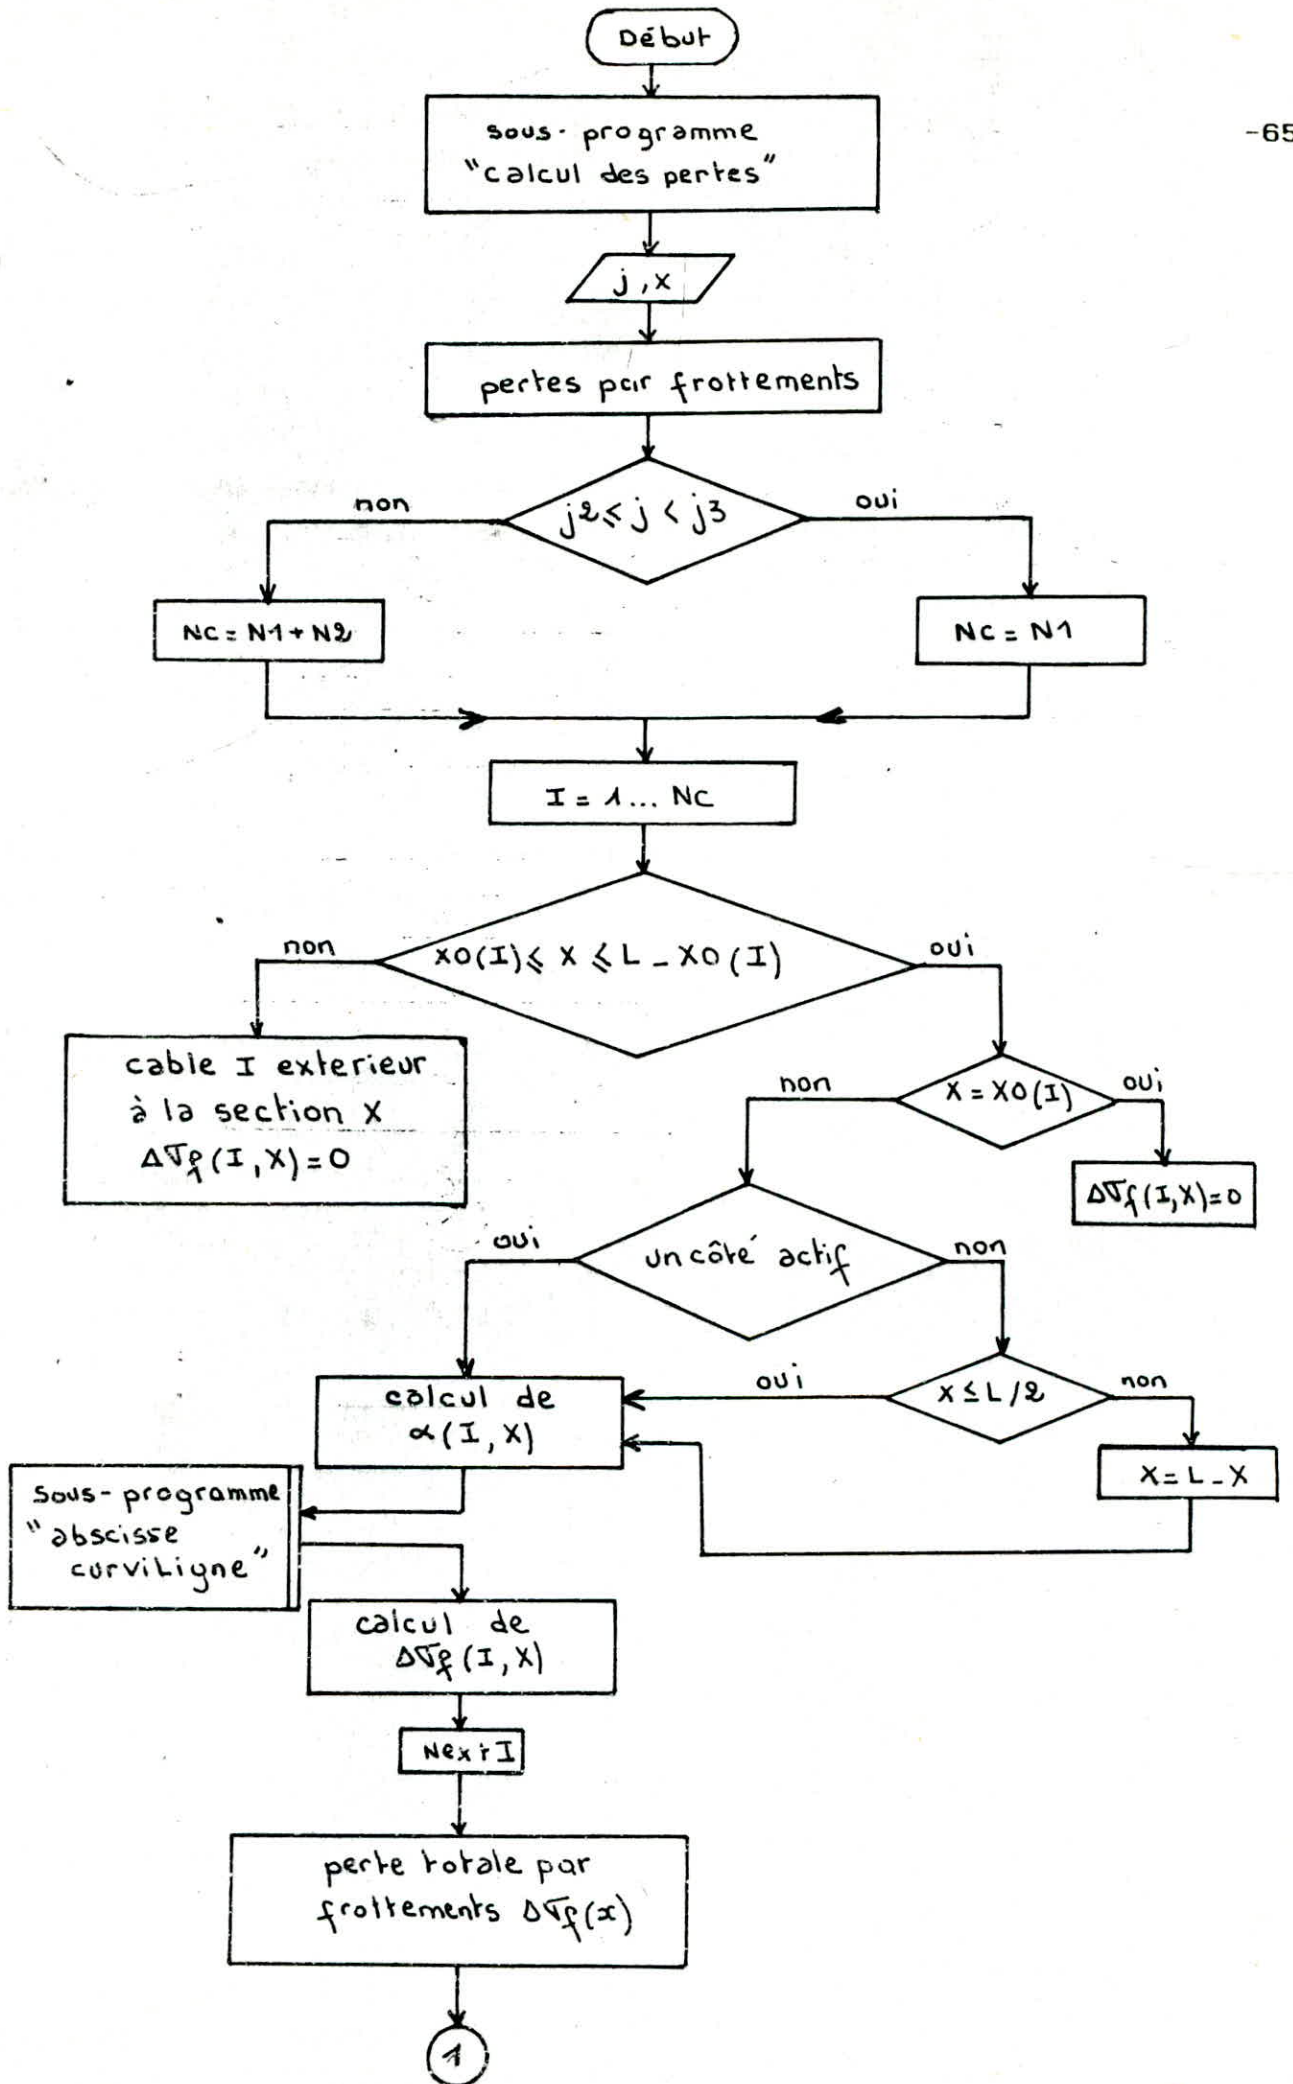 Début
-65
sous-programme
"calcul des pertes"
j, x
pertes par frottements
non
j2 ≤ j < j3
oui
NC = N1 + N2
NC = N1
I = 1... NC
non
XO(I) ≤ X ≤ L - XO(I)
oui
cable I exterieur
à la section X
Δσf(I, X) = 0
non
X = XO(I)
oui
Δσf(I, X) = 0
oui
un côté actif
non
calcul de
α(I, X)
oui
X ≤ L/2
non
X = L - X
Sous-programme
"abscisse
curviligne"
calcul de
Δσf(I, X)
Next I
perte totale par
frottements Δσf(x)
1